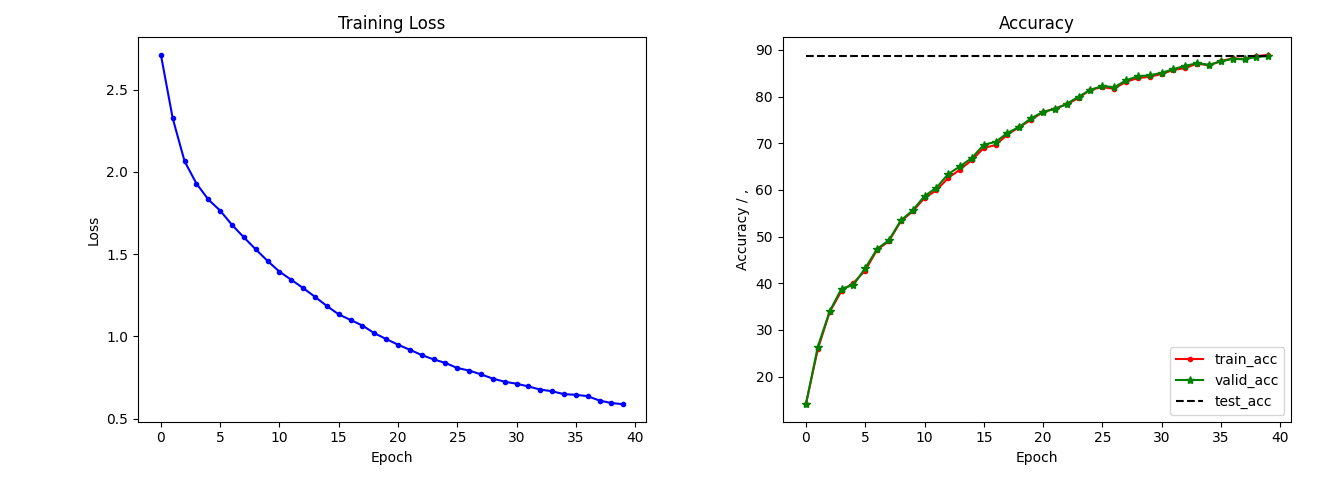 Training Loss
2.5
2.0
1.5
1.0
0.5
Loss
0 5 10 15 20 25 30 35 40
Epoch
Accuracy
90
80
70
60
50
40
30
20
Accuracy / ,
0 5 10 15 20 25 30 35 40
Epoch
train_acc
valid_acc
test_acc